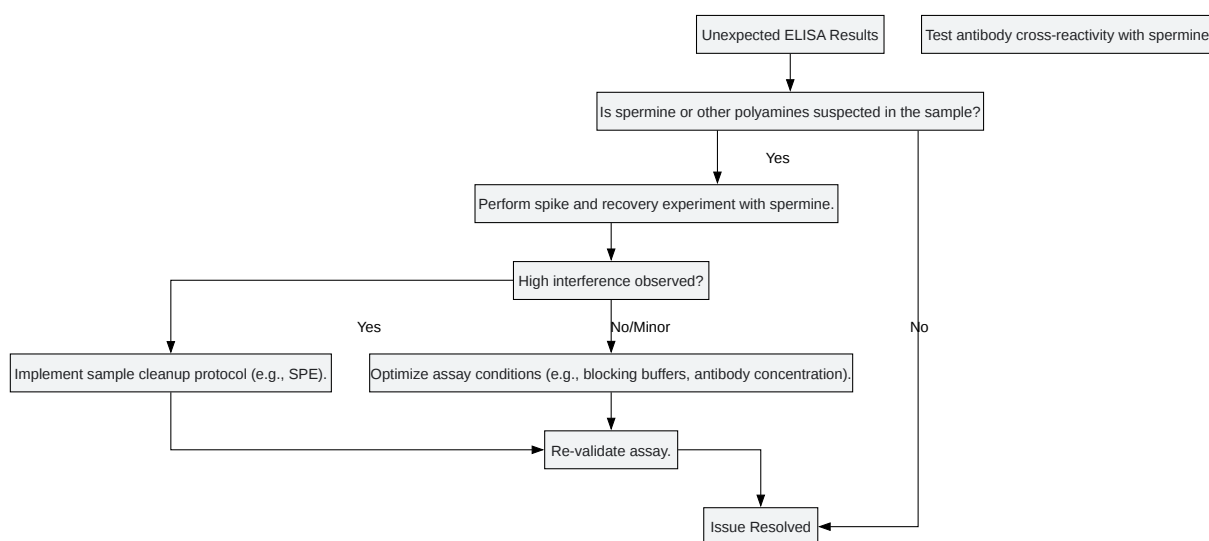 Unexpected ELISA Results
Test antibody cross-reactivity with spermine
Is spermine or other polyamines suspected in the sample?
Yes
Perform spike and recovery experiment with spermine.
High interference observed?
Yes
No/Minor
No
Implement sample cleanup protocol (e.g., SPE).
Optimize assay conditions (e.g., blocking buffers, antibody concentration).
Re-validate assay.
Issue Resolved